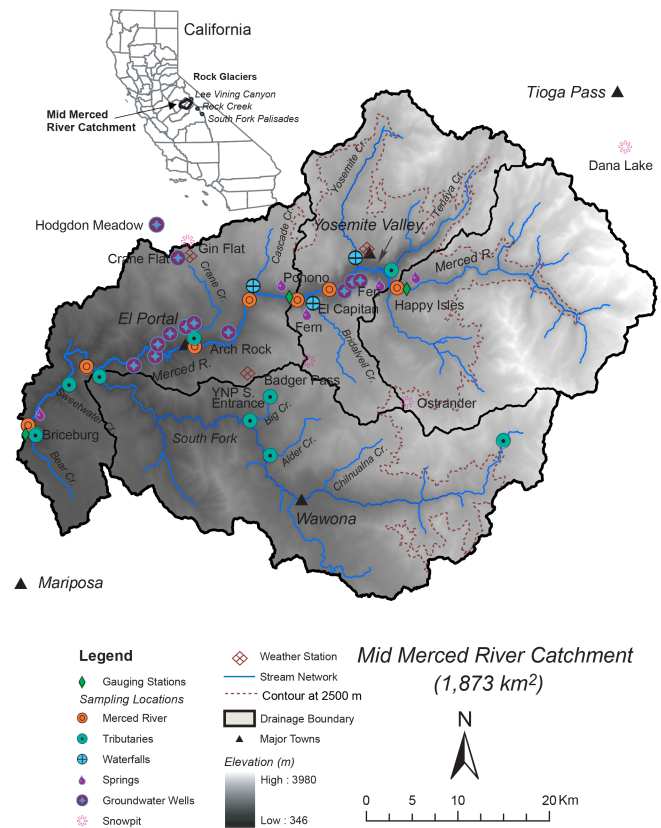 California
Rock Glaciers
Lee Vining Canyon
Rock Creek
South Fork Palisades
Mid Merced
River Catchment
Tioga Pass
Dana Lake
Yosemite Cr.
Tenaya Cr.
Hodgdon Meadow
Cascade Cr.
Yosemite Valley
Gin Flat
Crane Flat
Crane Cr.
Merced R.
Pohono
Fern
Happy Isles
El Capitan
El Portal
Fern
Arch Rock
Bridalveil Cr.
Merced R.
Badger Pass
Sweetwater Cr.
YNP S.
Entrance
Big Cr.
Ostrander
Briceburg
South Fork
Bear Cr.
Alder Cr.
Chilnualna Cr.
Wawona
Mariposa
Legend
Gauging Stations
Sampling Locations
Merced River
Tributaries
Waterfalls
Springs
Groundwater Wells
Snowpit
Weather Station
Stream Network
Contour at 2500 m
Drainage Boundary
Major Towns
Elevation (m)
High : 3980
Low : 346
Mid Merced River Catchment
(1,873 km²)
N
0 5 10 20 Km